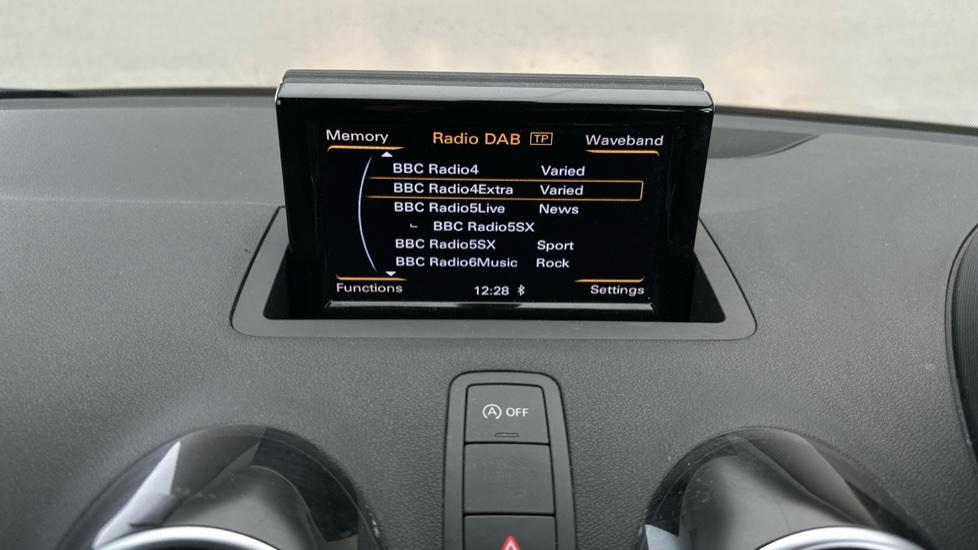 Memory Radio DAB TP Waveband
BBC Radio4 Varied
BBC Radio4Extra Varied
BBC Radio5Live News
BBC Radio5SX
BBC Radio5SX Sport
BBC Radio6Music Rock
Functions 12:28 Settings
A OFF